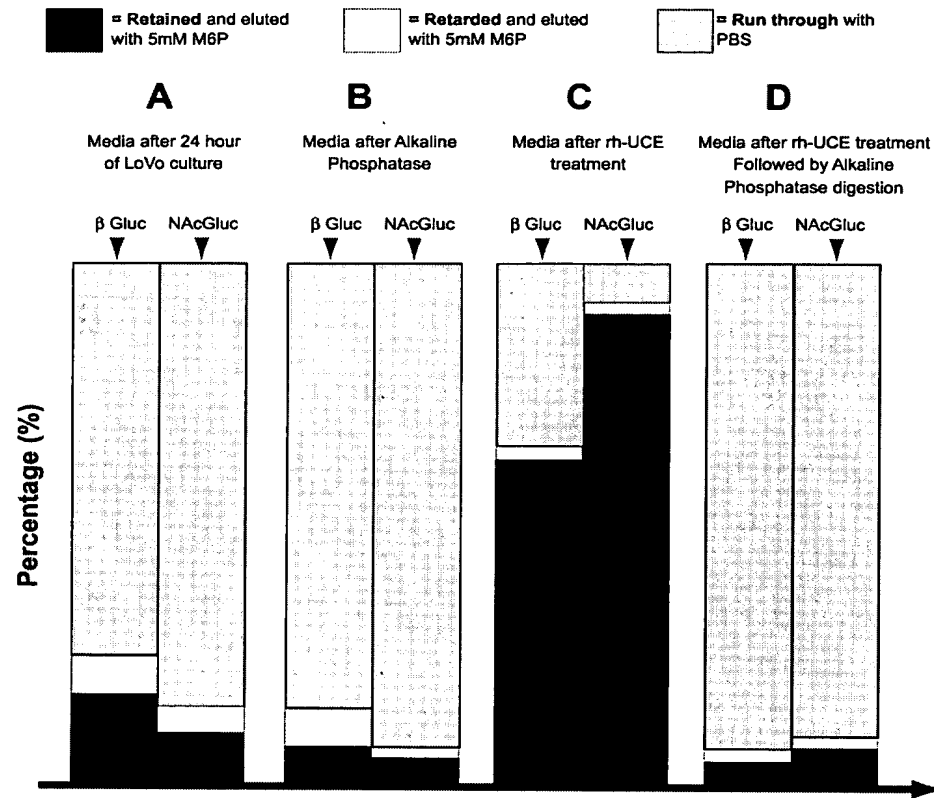 = Retained and eluted
with 5mM M6P
= Retarded and eluted
with 5mM M6P
= Run through with
PBS
A
B
C
D
Media after 24 hour
of LoVo culture
Media after Alkaline
Phosphatase
Media after rh-UCE
treatment
Media after rh-UCE treatment
Followed by Alkaline
Phosphatase digestion
β Gluc NAcGluc
β Gluc NAcGluc
β Gluc NAcGluc
β Gluc NAcGluc
Percentage (%)